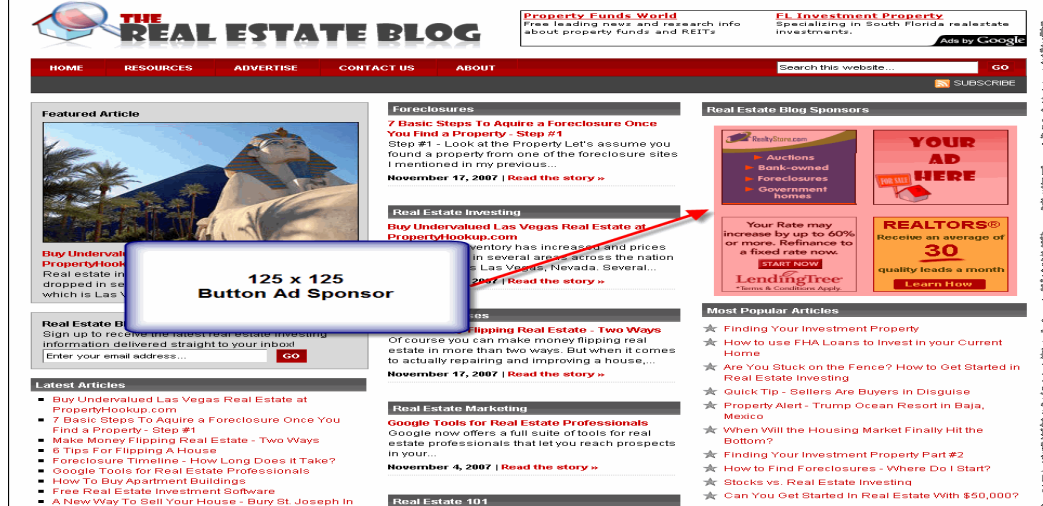 THE
REAL ESTATE BLOG
Property Funds World
Free leading news and research info
about property funds and REITs
FL Investment Property
Specializing in South Florida realestate
investments.
Ads by Google
HOME RESOURCES ADVERTISE CONTACT US ABOUT
Search this website... GO
SUBSCRIBE
Featured Article
Buy Underval
PropertyHook
Real estate in
dropped in se
which is Las V
125 x 125
Button Ad Sponsor
Real Estate B
Sign up to receive the latest real estate investing
information delivered straight to your inbox!
Enter your email address... GO
Latest Articles
Buy Undervalued Las Vegas Real Estate at
PropertyHookup.com
7 Basic Steps To Aquire a Foreclosure Once You
Find a Property - Step #1
Make Money Flipping Real Estate - Two Ways
6 Tips For Flipping A House
Foreclosure Timeline - How Long Does it Take?
Google Tools for Real Estate Professionals
How To Buy Apartment Buildings
Free Real Estate Investment Software
A New Way To Sell Your House - Bury St. Joseph In
Foreclosures
7 Basic Steps To Aquire a Foreclosure Once
You Find a Property - Step #1
Step #1 - Look at the Property Let's assume you
found a property from one of the foreclosure sites
I mentioned in my previous...
November 17, 2007 | Read the story »
Real Estate Investing
Buy Undervalued Las Vegas Real Estate at
PropertyHookup.com
ventory has increased and prices
in several areas across the nation
Las Vegas, Nevada. Several...
2007 | Read the story »
es
Flipping Real Estate - Two Ways
Of course you can make money flipping real
estate in more than two ways. But when it comes
to actually repairing and improving a house,...
November 17, 2007 | Read the story »
Real Estate Marketing
Google Tools for Real Estate Professionals
Google now offers a full suite of tools for real
estate professionals that let you reach prospects
in your...
November 4, 2007 | Read the story »
Real Estate 101
Real Estate Blog Sponsors
RealtyStore.com
Auctions
Bank-owned
Foreclosures
Government
homes
YOUR
AD
HERE
FOR SALE
Your Rate may
increase by up to 60%
or more. Refinance to
a fixed rate now.
START NOW
LendingTree
*Terms & Conditions Apply.
REALTORS®
Receive an average of
30
quality leads a month
Learn How
Most Popular Articles
Finding Your Investment Property
How to use FHA Loans to Invest in your Current
Home
Are You Stuck on the Fence? How to Get Started in
Real Estate Investing
Quick Tip - Sellers Are Buyers in Disguise
Property Alert - Trump Ocean Resort in Baja,
Mexico
When Will the Housing Market Finally Hit the
Bottom?
Finding Your Investment Property Part #2
How to Find Foreclosures - Where Do I Start?
Stocks vs. Real Estate Investing
Can You Get Started In Real Estate With $50,000?